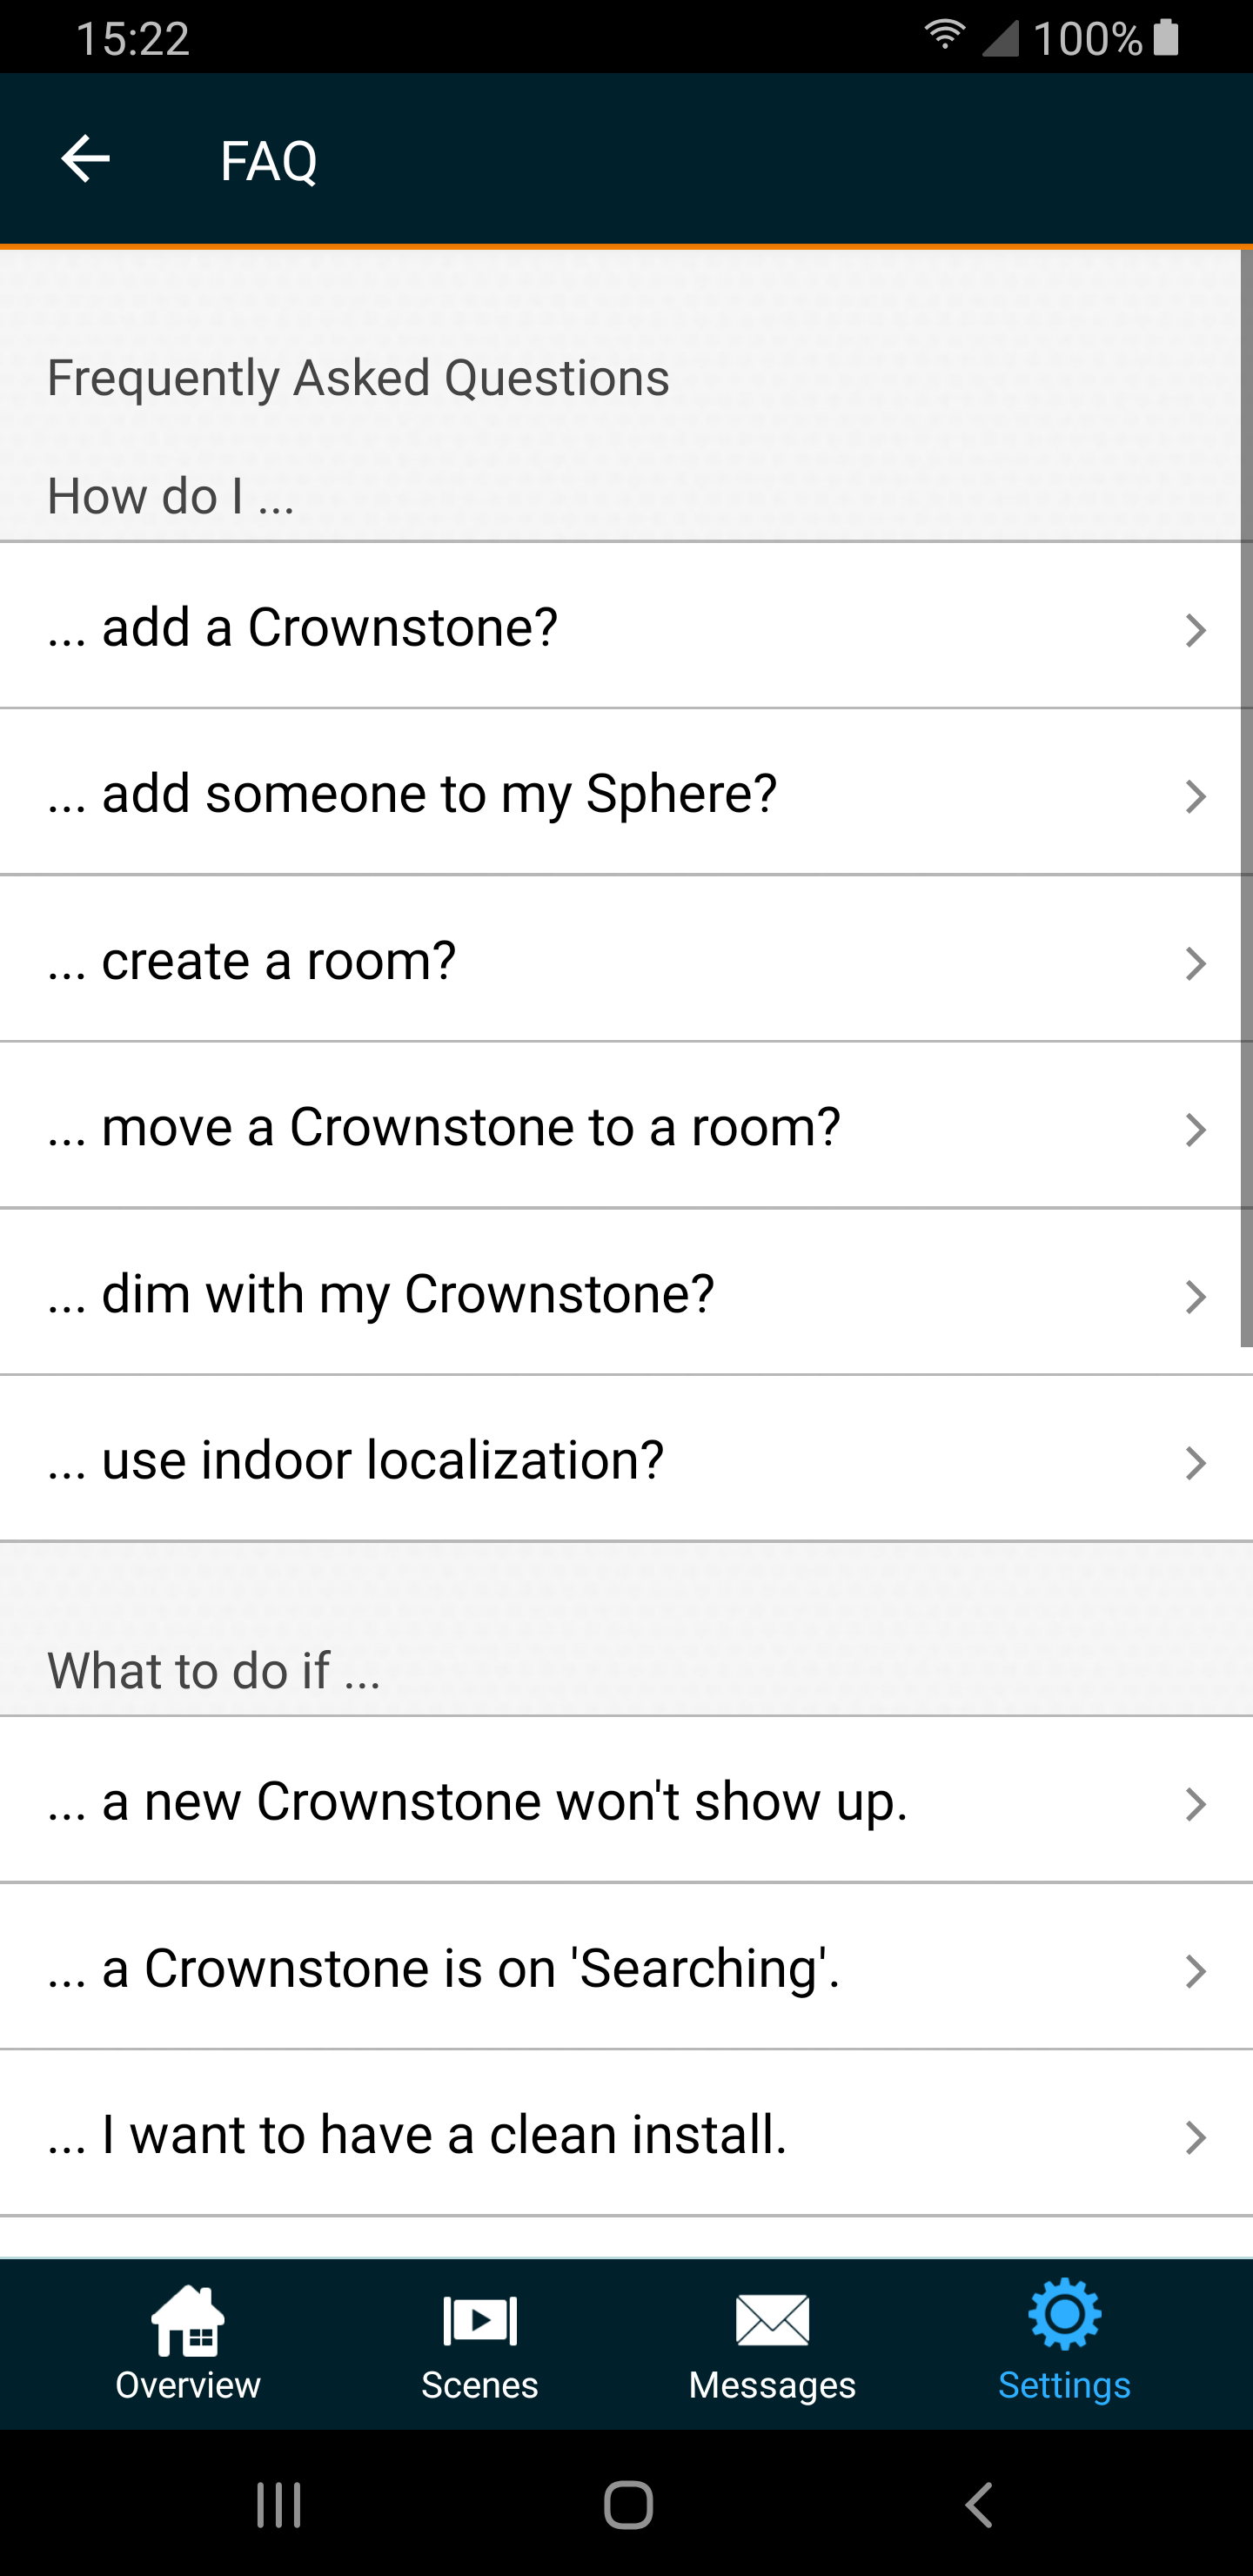 15:22
100%
FAQ
Frequently Asked Questions
How do I ...
... add a Crownstone?
... add someone to my Sphere?
... create a room?
... move a Crownstone to a room?
... dim with my Crownstone?
... use indoor localization?
What to do if ...
... a new Crownstone won't show up.
... a Crownstone is on 'Searching'.
... I want to have a clean install.
Overview
Scenes
Messages
Settings